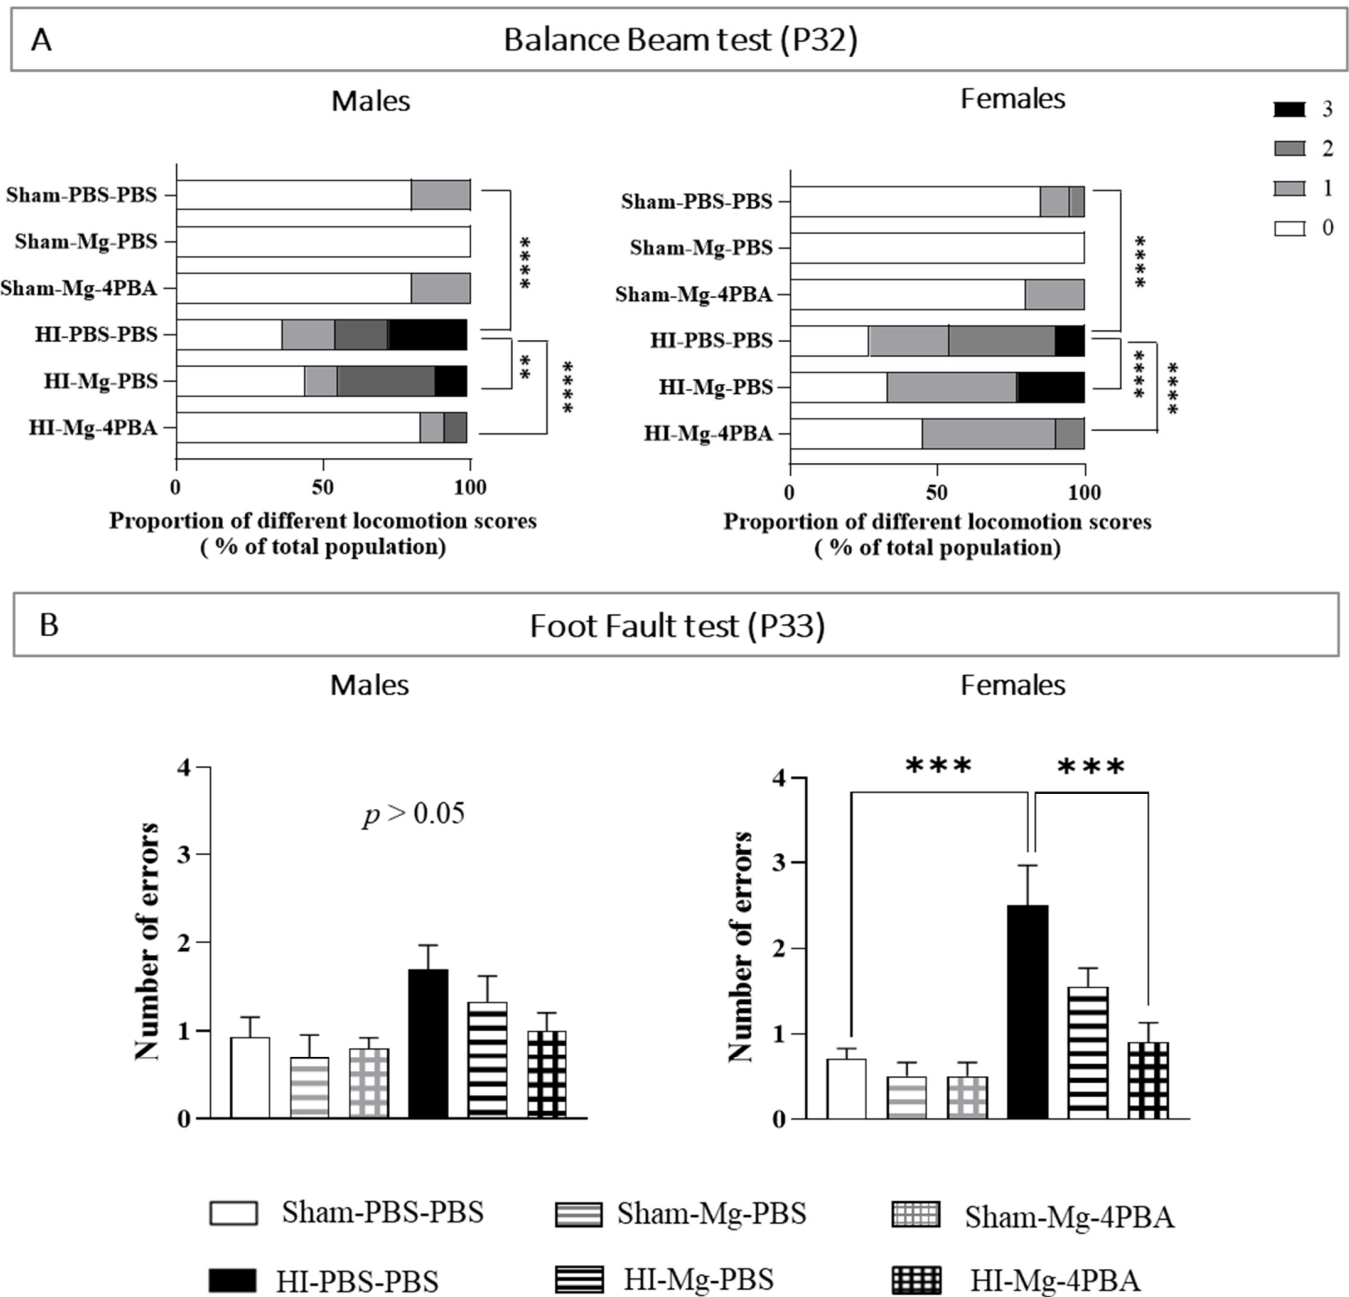 A
Balance Beam test (P32)
Males
Females
3
2
1
0
Sham-PBS-PBS
Sham-Mg-PBS
Sham-Mg-4PBA
HI-PBS-PBS
HI-Mg-PBS
HI-Mg-4PBA
****
**
****
0 50 100
Proportion of different locomotion scores
( % of total population)
Sham-PBS-PBS
Sham-Mg-PBS
Sham-Mg-4PBA
HI-PBS-PBS
HI-Mg-PBS
HI-Mg-4PBA
****
****
****
0 50 100
Proportion of different locomotion scores
( % of total population)
B
Foot Fault test (P33)
Males
Females
Number of errors
4
3
2
1
0
p > 0.05
Number of errors
4
3
2
1
0
*** ***
Sham-PBS-PBS Sham-Mg-PBS Sham-Mg-4PBA
HI-PBS-PBS HI-Mg-PBS HI-Mg-4PBA